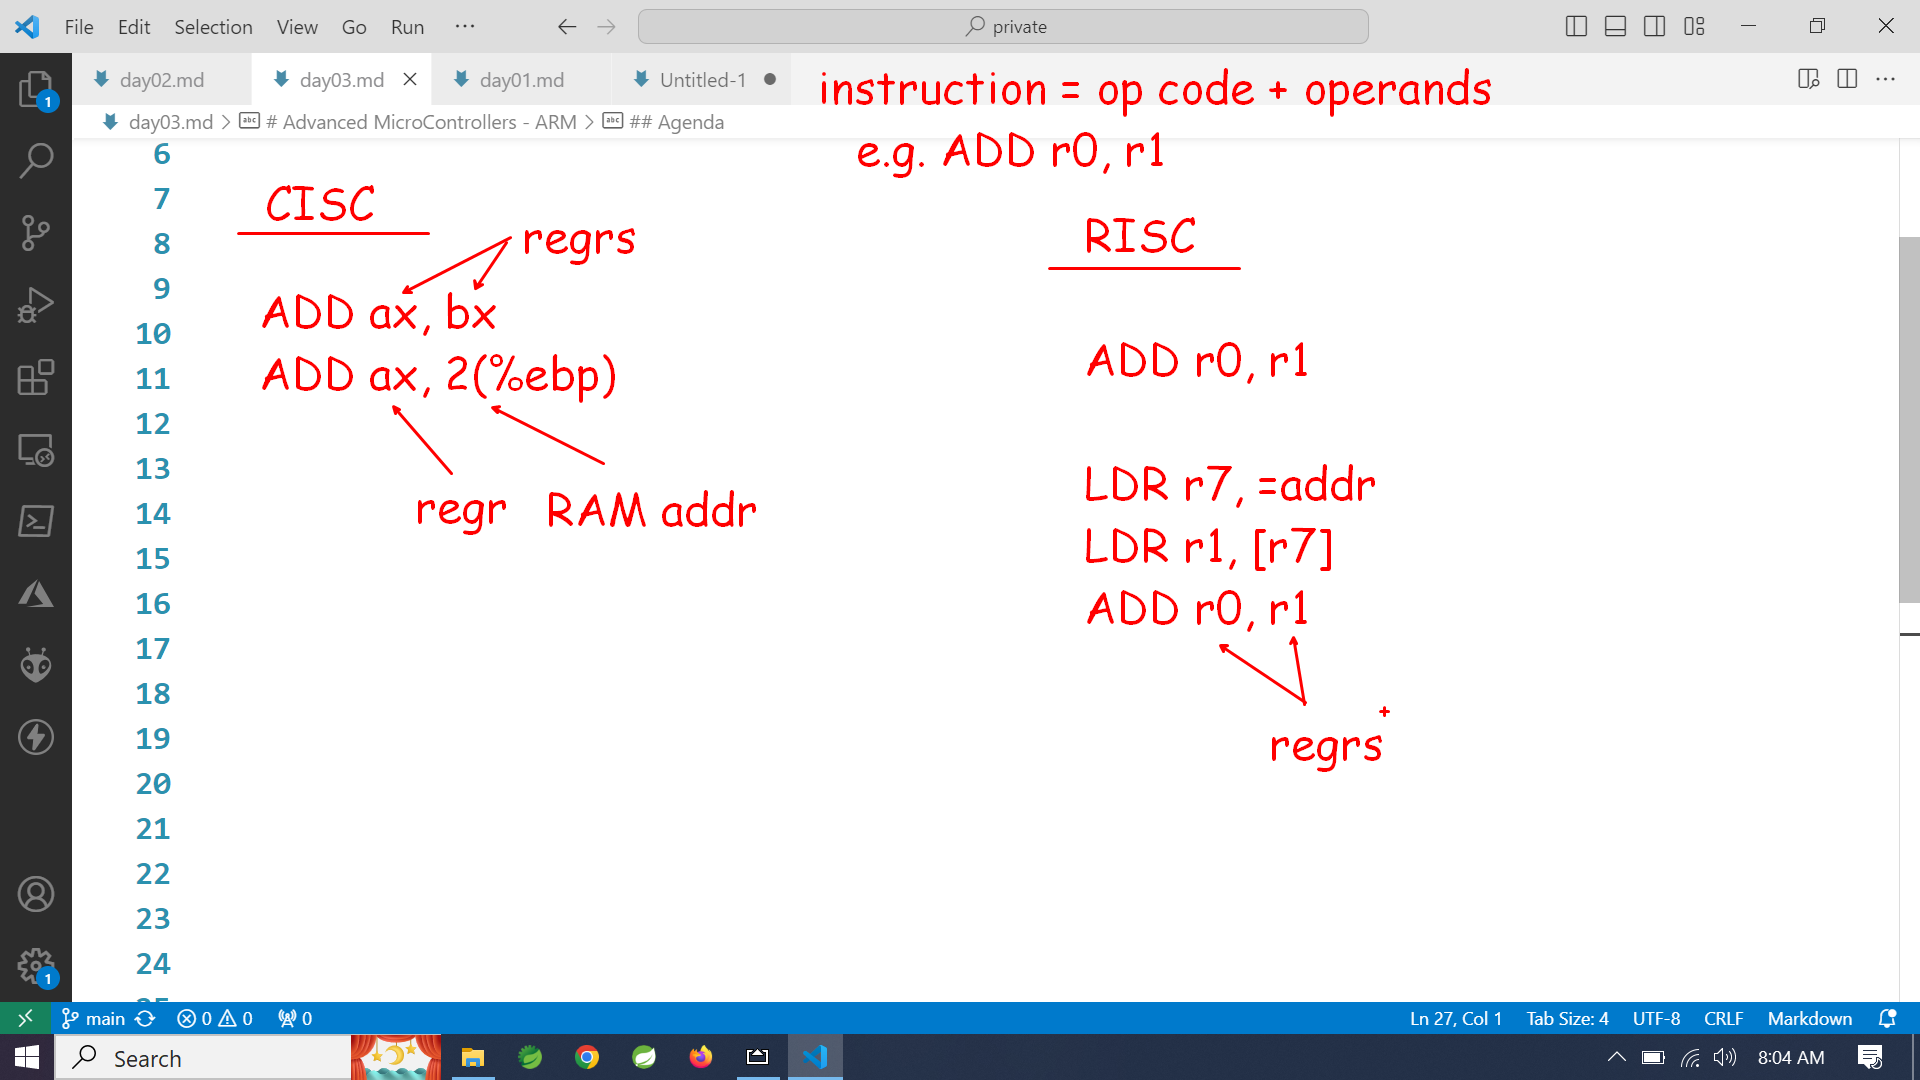 File Edit Selection View Go Run ··· private
day02.md day03.md day01.md Untitled-1
instruction = op code + operands
day03.md > # Advanced MicroControllers - ARM > ## Agenda
e.g. ADD r0, r1
6
7
8
9
10
11
12
13
14
15
16
17
18
19
20
21
22
23
24
25
CISC
regrs
ADD ax, bx
ADD ax, 2(%ebp)
regr RAM addr
RISC
ADD r0, r1
LDR r7, =addr
LDR r1, [r7]
ADD r0, r1
regrs
1
1
main 0 0 0 Ln 27, Col 1 Tab Size: 4 UTF-8 CRLF Markdown
Search 8:04 AM